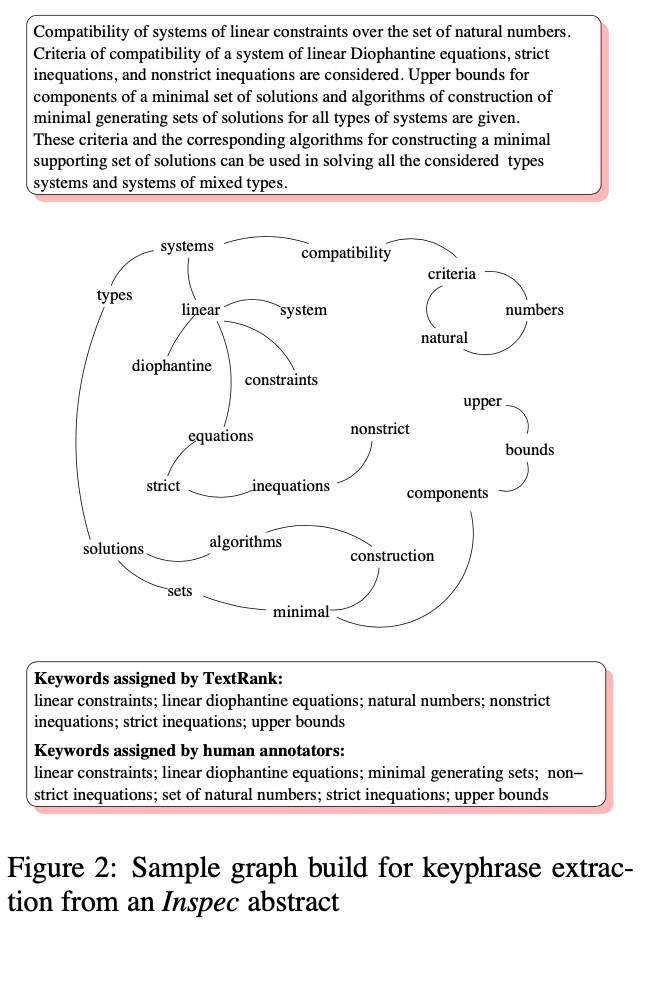 Compatibility of systems of linear constraints over the set of natural numbers.
Criteria of compatibility of a system of linear Diophantine equations, strict
inequations, and nonstrict inequations are considered. Upper bounds for
components of a minimal set of solutions and algorithms of construction of
minimal generating sets of solutions for all types of systems are given.
These criteria and the corresponding algorithms for constructing a minimal
supporting set of solutions can be used in solving all the considered types
systems and systems of mixed types.
systems
compatibility
criteria
types
linear
system
numbers
natural
diophantine
constraints
upper
equations
nonstrict
bounds
strict
inequations
components
solutions
algorithms
construction
sets
minimal
Keywords assigned by TextRank:
linear constraints; linear diophantine equations; natural numbers; nonstrict
inequations; strict inequations; upper bounds
Keywords assigned by human annotators:
linear constraints; linear diophantine equations; minimal generating sets; non−
strict inequations; set of natural numbers; strict inequations; upper bounds
Figure 2: Sample graph build for keyphrase extrac-
tion from an Inspec abstract